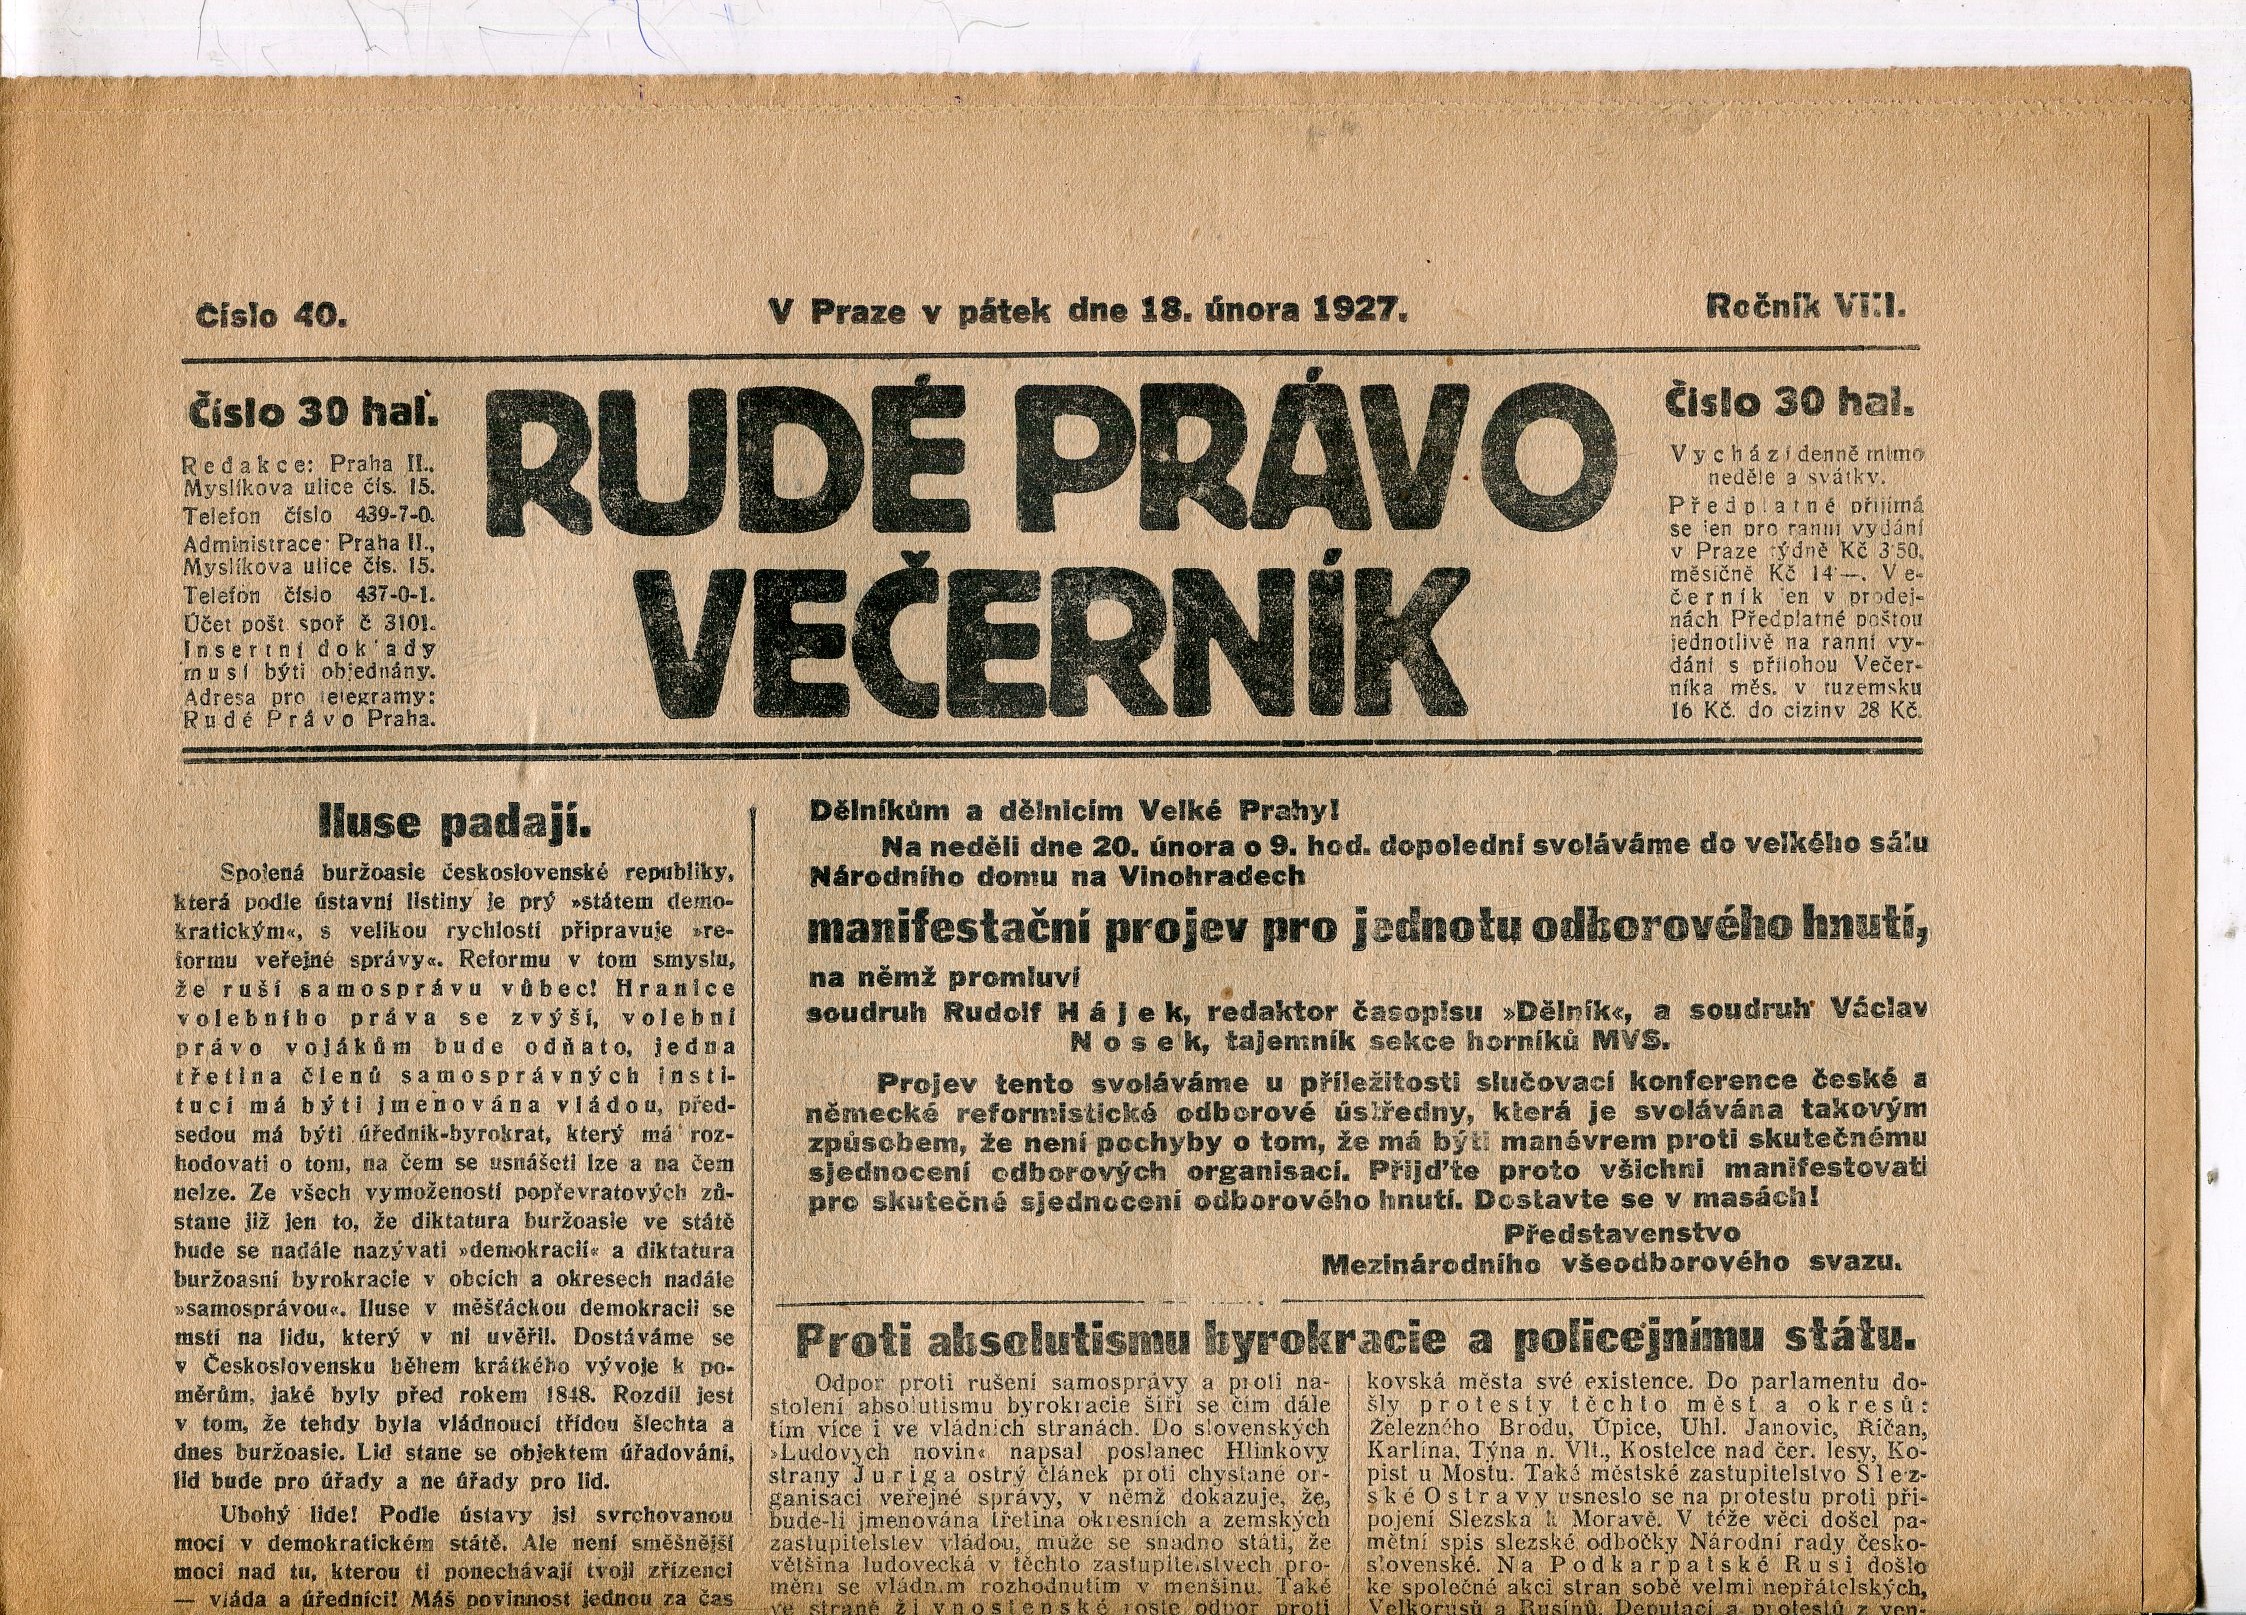 Číslo 40.
V Praze v pátek dne 18. února 1927.
Ročník VIII.
Číslo 30 hal.
Redakce: Praha II.,
Myslíkova ulice čís. 15.
Telefon číslo 439-7-0.
Administrace: Praha II.,
Myslíkova ulice čís. 15.
Telefon číslo 437-0-1.
Účet pošt spoř č 3101.
Insertní dok ady
musí býti objednány.
Adresa pro telegramy:
Rudé Právo Praha.
RUDÉ PRÁVO
VEČERNÍK
Číslo 30 hal.
Vychází denně mimo
neděle a svátky.
Předplatné přijímá
se jen pro ranní vydání
v Praze týdně Kč 3'50,
měsíčně Kč 14'—. Ve-
černík jen v prodej-
nách Předplatné poštou
jednotlivě na ranní vy-
dání s přílohou Večer-
níka měs. v tuzemsku
16 Kč. do ciziny 28 Kč.
Iluse padají.
Spojená buržoasie československé republiky,
která podle ústavní listiny je prý »státem demo-
kratickým«, s velikou rychlostí připravuje »re-
formu veřejné správy«. Reformu v tom smyslu,
že ruší samosprávu vůbec! Hranice
volebního práva se zvýší, volební
právo vojákům bude odňato, jedna
třetina členů samosprávných insti-
tucí má býti jmenována vládou, před-
sedou má býti úředník-byrokrat, který má roz-
hodovati o tom, na čem se usnášeti lze a na čem
nelze. Ze všech vymožeností popřevratových zů-
stane již jen to, že diktatura buržoasie ve státě
bude se nadále nazývati »demokracií« a diktatura
buržoasní byrokracie v obcích a okresech nadále
»samosprávou«. Iluse v měšťáckou demokracii se
mstí na lidu, který v ni uvěřil. Dostáváme se
v Československu během krátkého vývoje k po-
měrům, jaké byly před rokem 1848. Rozdíl jest
v tom, že tehdy byla vládnoucí třídou šlechta a
dnes buržoasie. Lid stane se objektem úřadování,
lid bude pro úřady a ne úřady pro lid.
Ubohý lide! Podle ústavy jsi svrchovanou
mocí v demokratickém státě. Ale není směšnější
moci nad tu, kterou ti ponechávají tvoji zřízenci
— vláda a úředníci! Máš povinnost jednou za čas
Dělníkům a dělnicím Velké Prahy!
Na neděli dne 20. února o 9. hod. dopolední svoláváme do velkého sálu
Národního domu na Vinohradech
manifestační projev pro jednotu odborového hnutí,
na němž promluví
soudruh Rudolf Hájek, redaktor časopisu »Dělník«, a soudruh Václav
Nosek, tajemník sekce horníků MVS.
Projev tento svoláváme u příležitosti slučovací konference české a
německé reformistické odborové ústředny, která je svolávána takovým
způsobem, že není pochyby o tom, že má býti manévrem proti skutečnému
sjednocení odborových organisací. Přijďte proto všichni manifestovati
pro skutečné sjednocení odborového hnutí. Dostavte se v masách!
Představenstvo
Mezinárodního všeodborového svazu.
Proti absolutismu byrokracie a policejnímu státu.
Odpor proti rušení samosprávy a proti na-
stolení absolutismu byrokracie šíří se čím dále
tím více i ve vládních stranách. Do slovenských
»Ludových novin« napsal poslanec Hlinkovy
strany Juriga ostrý článek proti chystané or-
ganisaci veřejné správy, v němž dokazuje, že,
bude-li jmenována třetina okresních a zemských
zastupitelstev vládou, může se snadno státi, že
většina ludovecká v těchto zastupitelstvech pro-
mění se vládním rozhodnutím v menšinu. Také
ve straně živnostenské roste odpor proti
kovská města své existence. Do parlamentu do-
šly protesty těchto měst a okresů:
Železného Brodu, Úpice, Uhl. Janovic, Říčan,
Karlína, Týna n. Vlt., Kostelce nad čer. lesy, Ko-
pist u Mostu. Také městské zastupitelstvo Slez-
ské Ostravy usneslo se na protestu proti při-
pojení Slezska k Moravě. V téže věci došel pa-
mětní spis slezské odbočky Národní rady česko-
slovenské. Na Podkarpatské Rusi došlo
ke společné akci stran sobě velmi nepřátelských,
Velkorusů a Rusínů. Deputaci a protestů z ven-